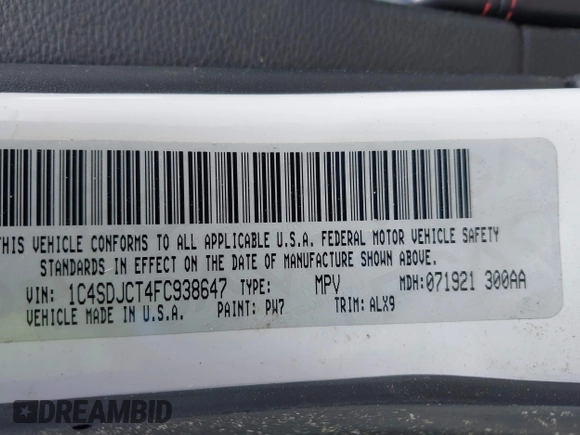 THIS VEHICLE CONFORMS TO ALL APPLICABLE U.S.A. FEDERAL MOTOR VEHICLE SAFETY
STANDARDS IN EFFECT ON THE DATE OF MANUFACTURE SHOWN ABOVE.
VIN: 1C4SDJCT4FC938647 TYPE: MPV MDH: 071921 300AA
VEHICLE MADE IN U.S.A. PAINT: PW7 TRIM: ALX9
DREAMBID